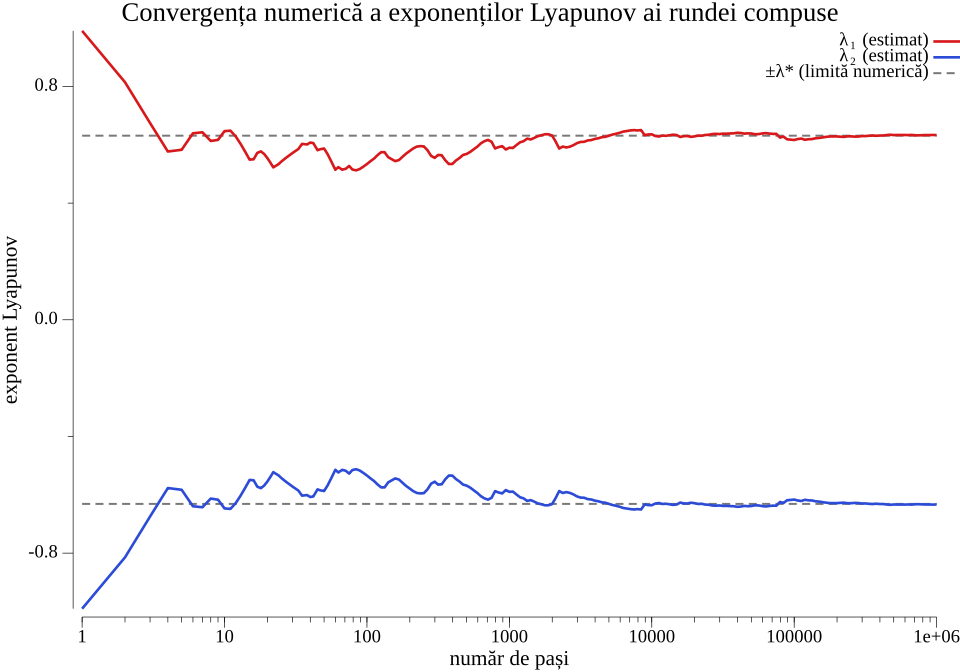 Convergența numerică a exponenților Lyapunov ai rundei compuse
λ₁ (estimat)
λ₂ (estimat)
±λ* (limită numerică)
0.8
0.0
-0.8
exponent Lyapunov
1 10 100 1000 10000 100000 1e+06
număr de pași